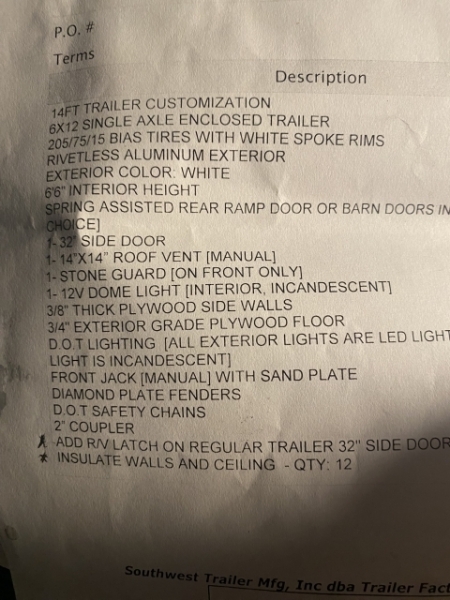 P.O. #
Terms
Description
14FT TRAILER CUSTOMIZATION
6X12 SINGLE AXLE ENCLOSED TRAILER
205/75/15 BIAS TIRES WITH WHITE SPOKE RIMS
RIVETLESS ALUMINUM EXTERIOR
EXTERIOR COLOR: WHITE
6'6" INTERIOR HEIGHT
SPRING ASSISTED REAR RAMP DOOR OR BARN DOORS
CHOICE]
1- 32" SIDE DOOR
1- 14"X14" ROOF VENT [MANUAL]
1- STONE GUARD [ON FRONT ONLY]
1- 12V DOME LIGHT [INTERIOR, INCANDESCENT]
3/8" THICK PLYWOOD SIDE WALLS
3/4" EXTERIOR GRADE PLYWOOD FLOOR
D.O.T LIGHTING [ALL EXTERIOR LIGHTS ARE LED LIGHT
LIGHT IS INCANDESCENT]
FRONT JACK [MANUAL] WITH SAND PLATE
DIAMOND PLATE FENDERS
D.O.T SAFETY CHAINS
2" COUPLER
* ADD R/V LATCH ON REGULAR TRAILER 32" SIDE DOOR
* INSULATE WALLS AND CEILING - QTY: 12
Southwest Trailer Mfg, Inc dba Trailer Fact